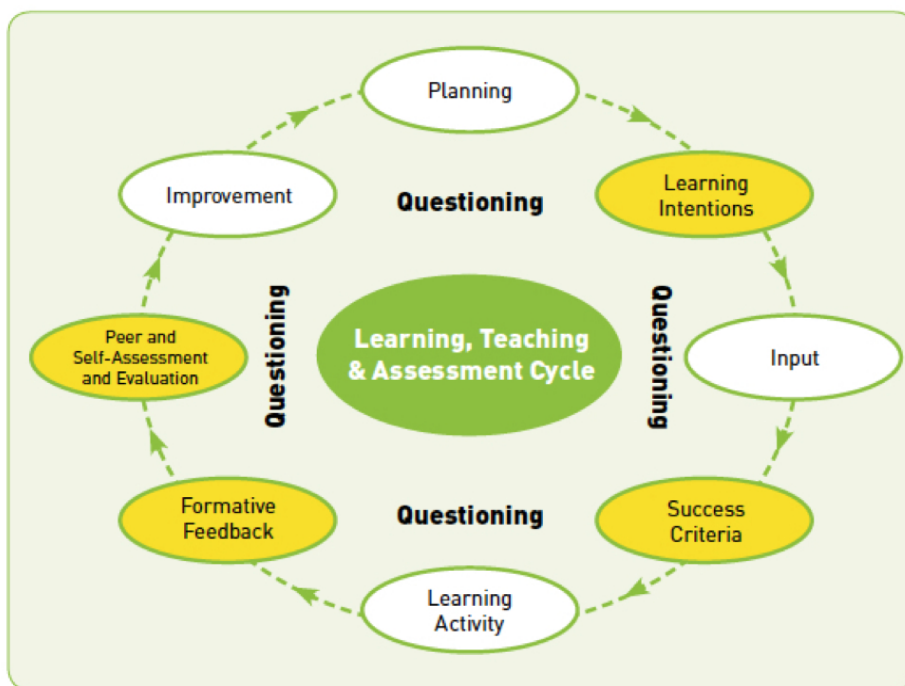 Planning
Learning
Intentions
Input
Success
Criteria
Learning
Activity
Formative
Feedback
Peer and
Self-Assessment
and Evaluation
Improvement
Questioning
Questioning
Questioning
Questioning
Learning, Teaching
& Assessment Cycle